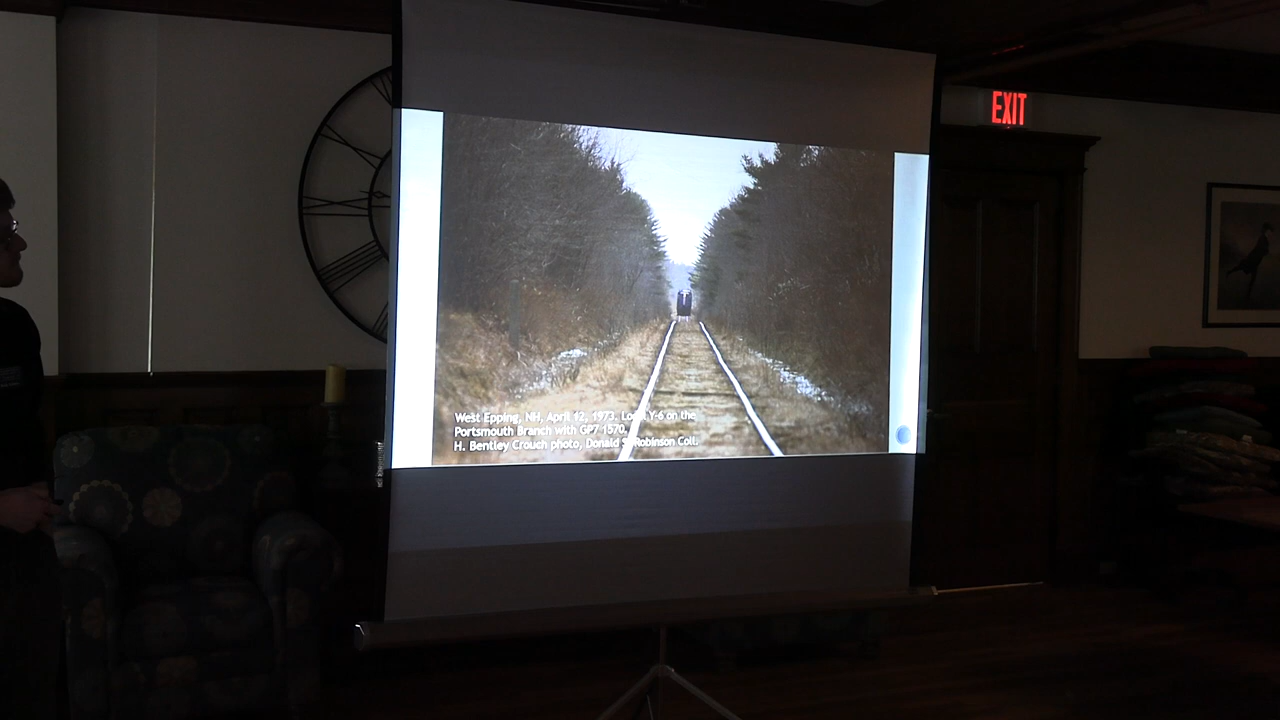 EXIT
West Epping, NH, April 12, 1973. Local Y-6 on the
Portsmouth Branch with GP7 1570.
H. Bentley Crouch photo, Donald S. Robinson Coll.